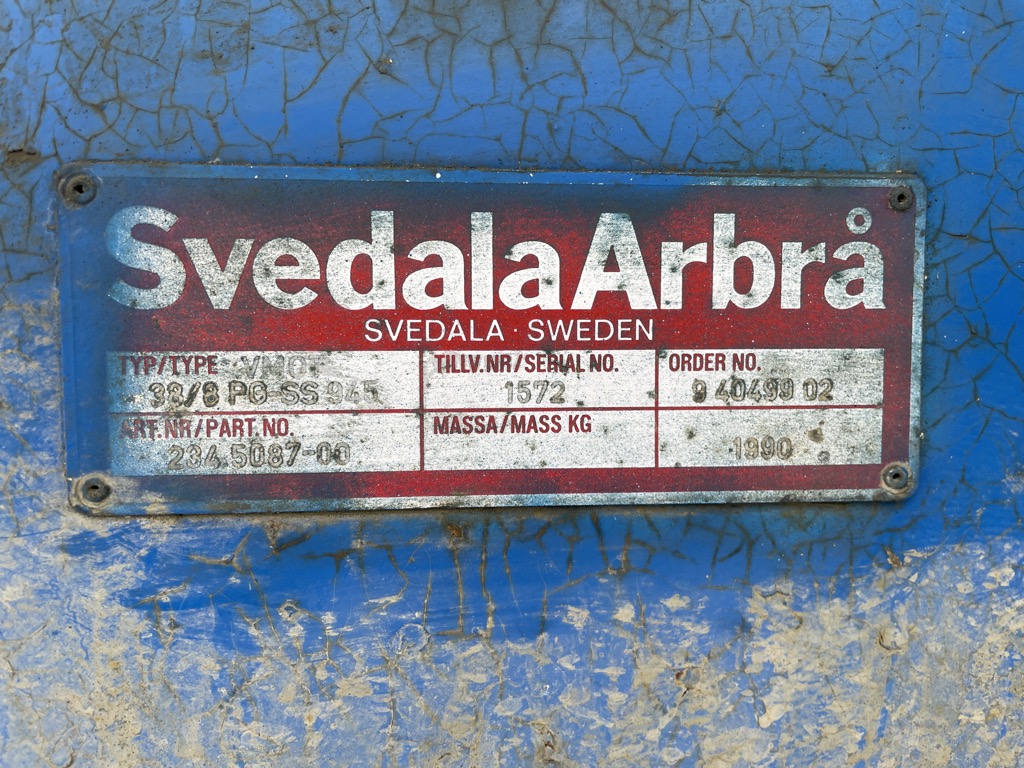 SvedalaArbrå
SVEDALA · SWEDEN
TYP/TYPE VMO
38/8 PG-SS 945
TILLV.NR/SERIAL NO.
1572
ORDER NO.
9 40499 02
ART.NR/PART.NO.
234.5087-00
MASSA/MASS KG
1990